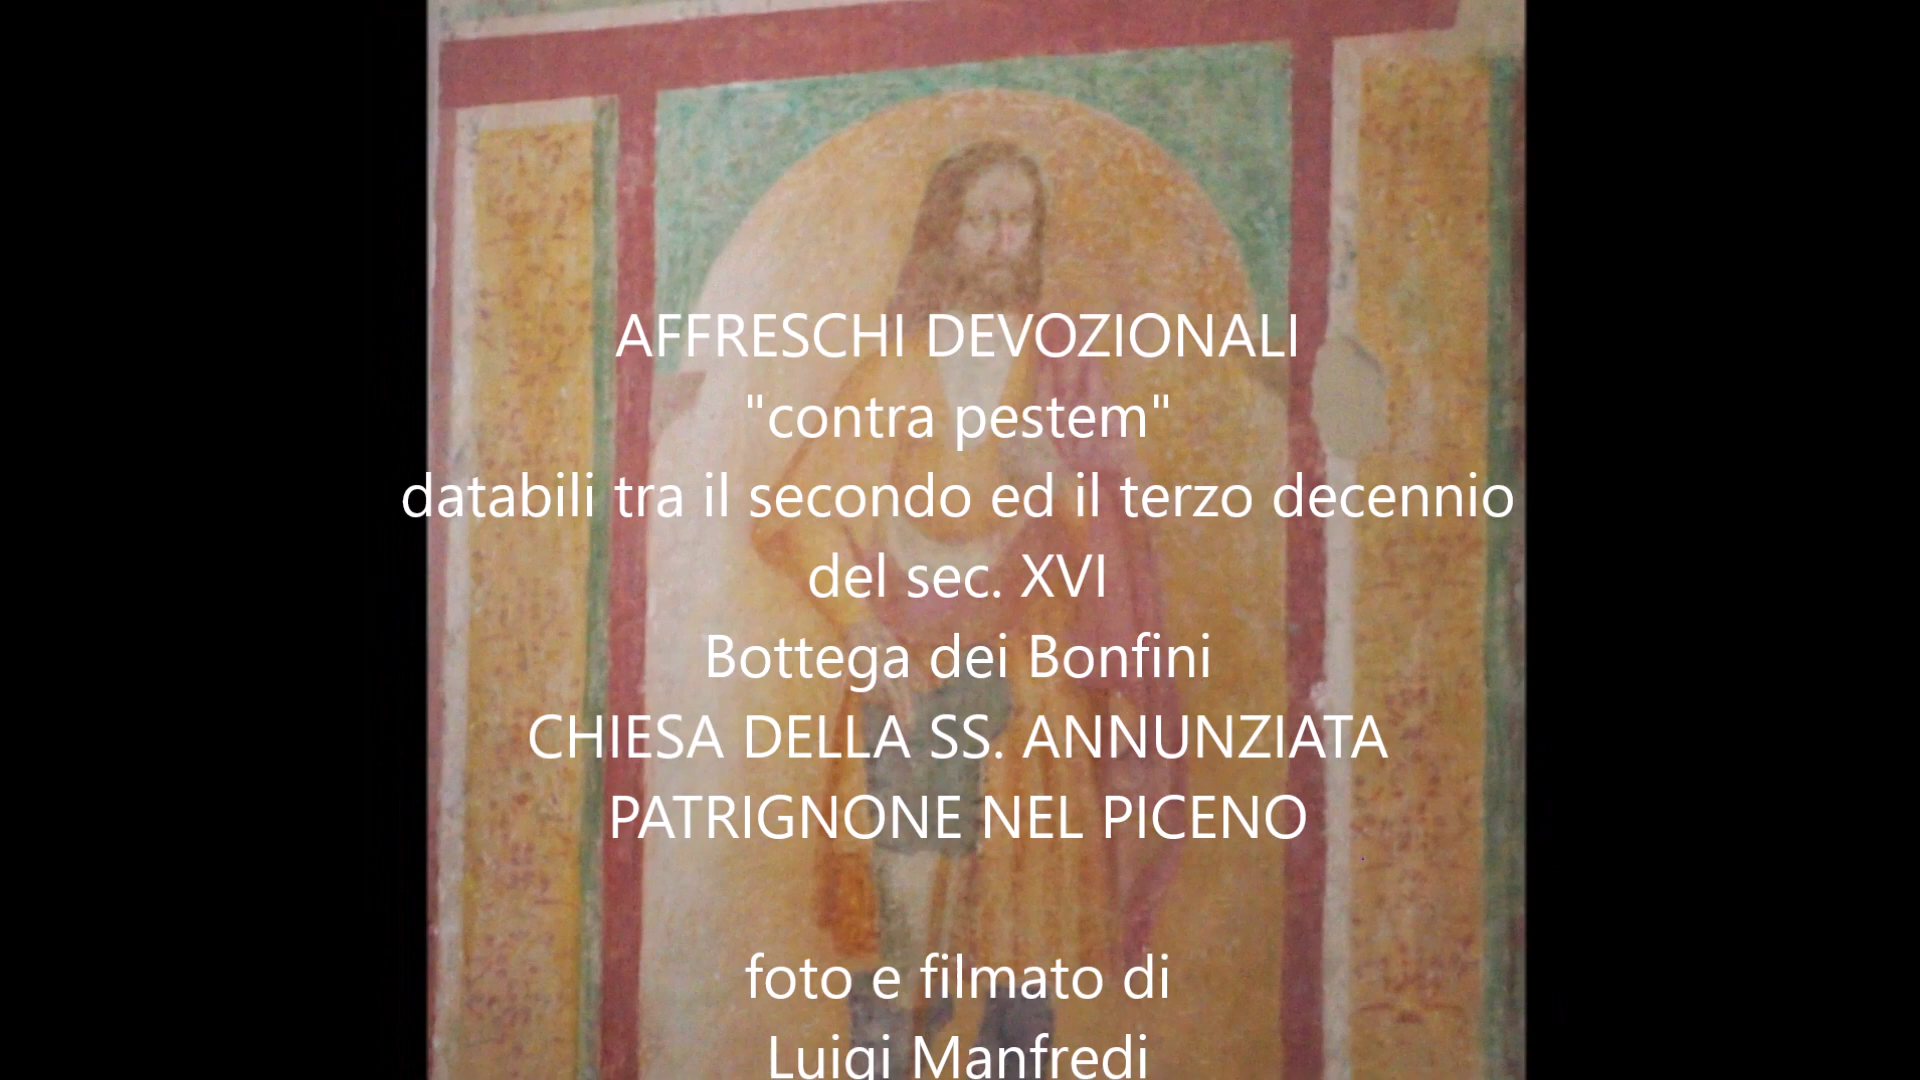 AFFRESCHI DEVOZIONALI
"contra pestem"
databili tra il secondo ed il terzo decennio
del sec. XVI
Bottega dei Bonfini
CHIESA DELLA SS. ANNUNZIATA
PATRIGNONE NEL PICENO
foto e filmato di
Luigi Manfredi